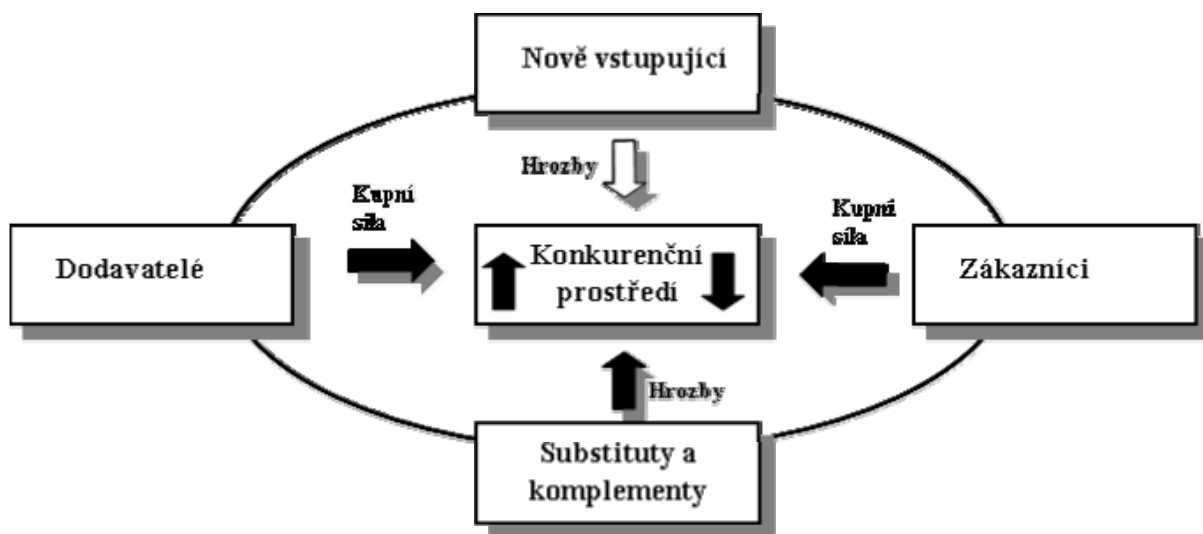 Nově vstupující
Hrozby
Kupní
síla
Kupní
síla
Dodavatelé
Konkurenční
prostředí
Zákazníci
Hrozby
Substituty a
komplementy